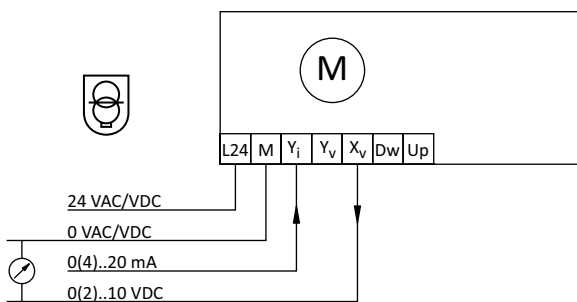 M
L24 M Yi Yv Xv Dw Up
24 VAC/VDC
0 VAC/VDC
0(4)..20 mA
0(2)..10 VDC